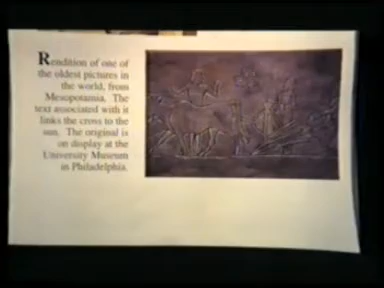 Rendition of one of
the oldest pictures in
the world, from
Mesopotamia. The
text associated with it
links the cross to the
sun. The original is
on display at the
University Museum
in Philadelphia.